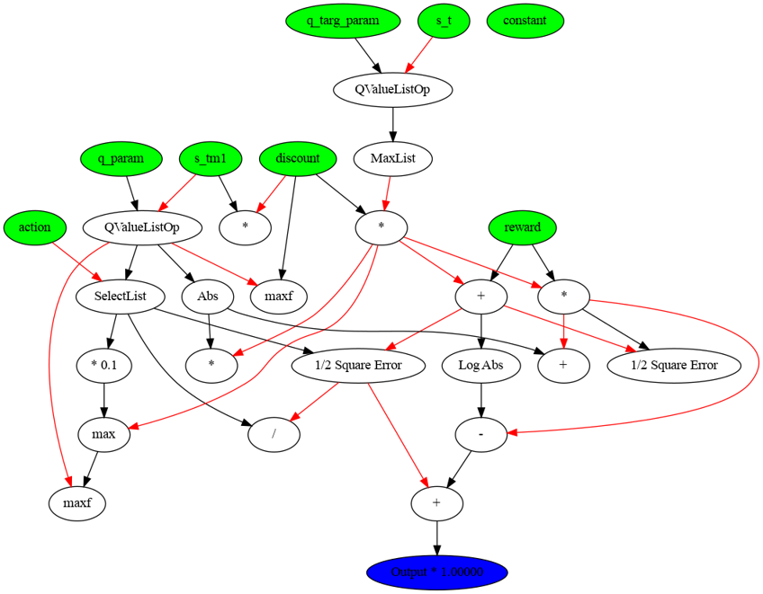 q_targ_param
s_t
constant
QValueListOp
MaxList
q_param
s_tm1
discount
action
QValueListOp
*
*
reward
SelectList
Abs
maxf
+
*
* 0.1
*
1/2 Square Error
Log Abs
+
1/2 Square Error
max
/
-
maxf
+
Output * 1.00000